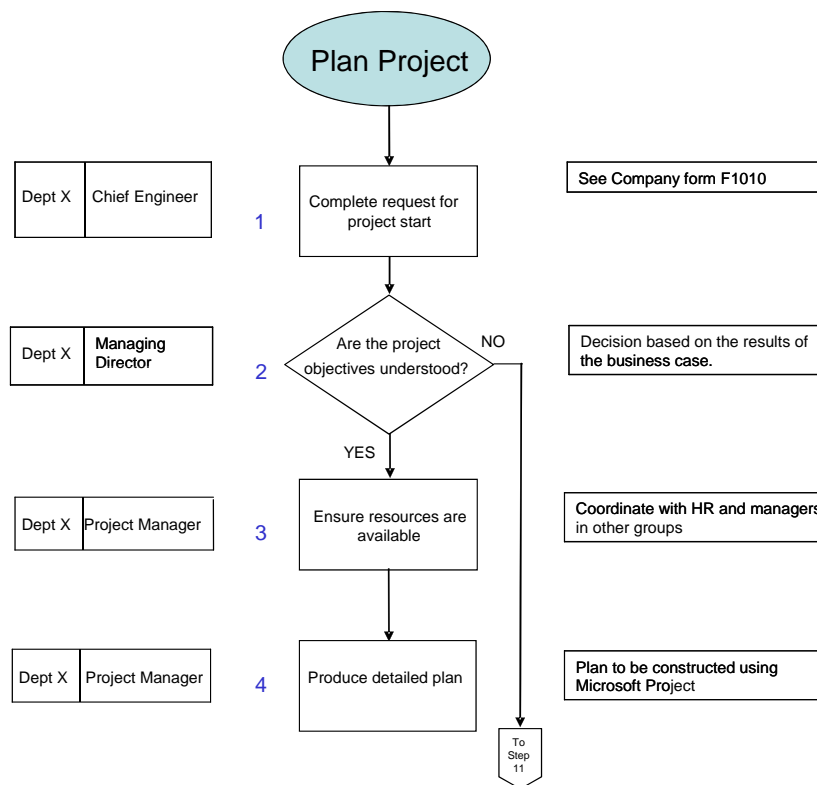 Plan Project
Dept X
Chief Engineer
1
Complete request for
project start
See Company form F1010
Dept X
Managing
Director
2
Are the project
objectives understood?
NO
YES
Decision based on the results of
the business case.
Dept X
Project Manager
3
Ensure resources are
available
Coordinate with HR and managers
in other groups
Dept X
Project Manager
4
Produce detailed plan
Plan to be constructed using
Microsoft Project
To
Step
11